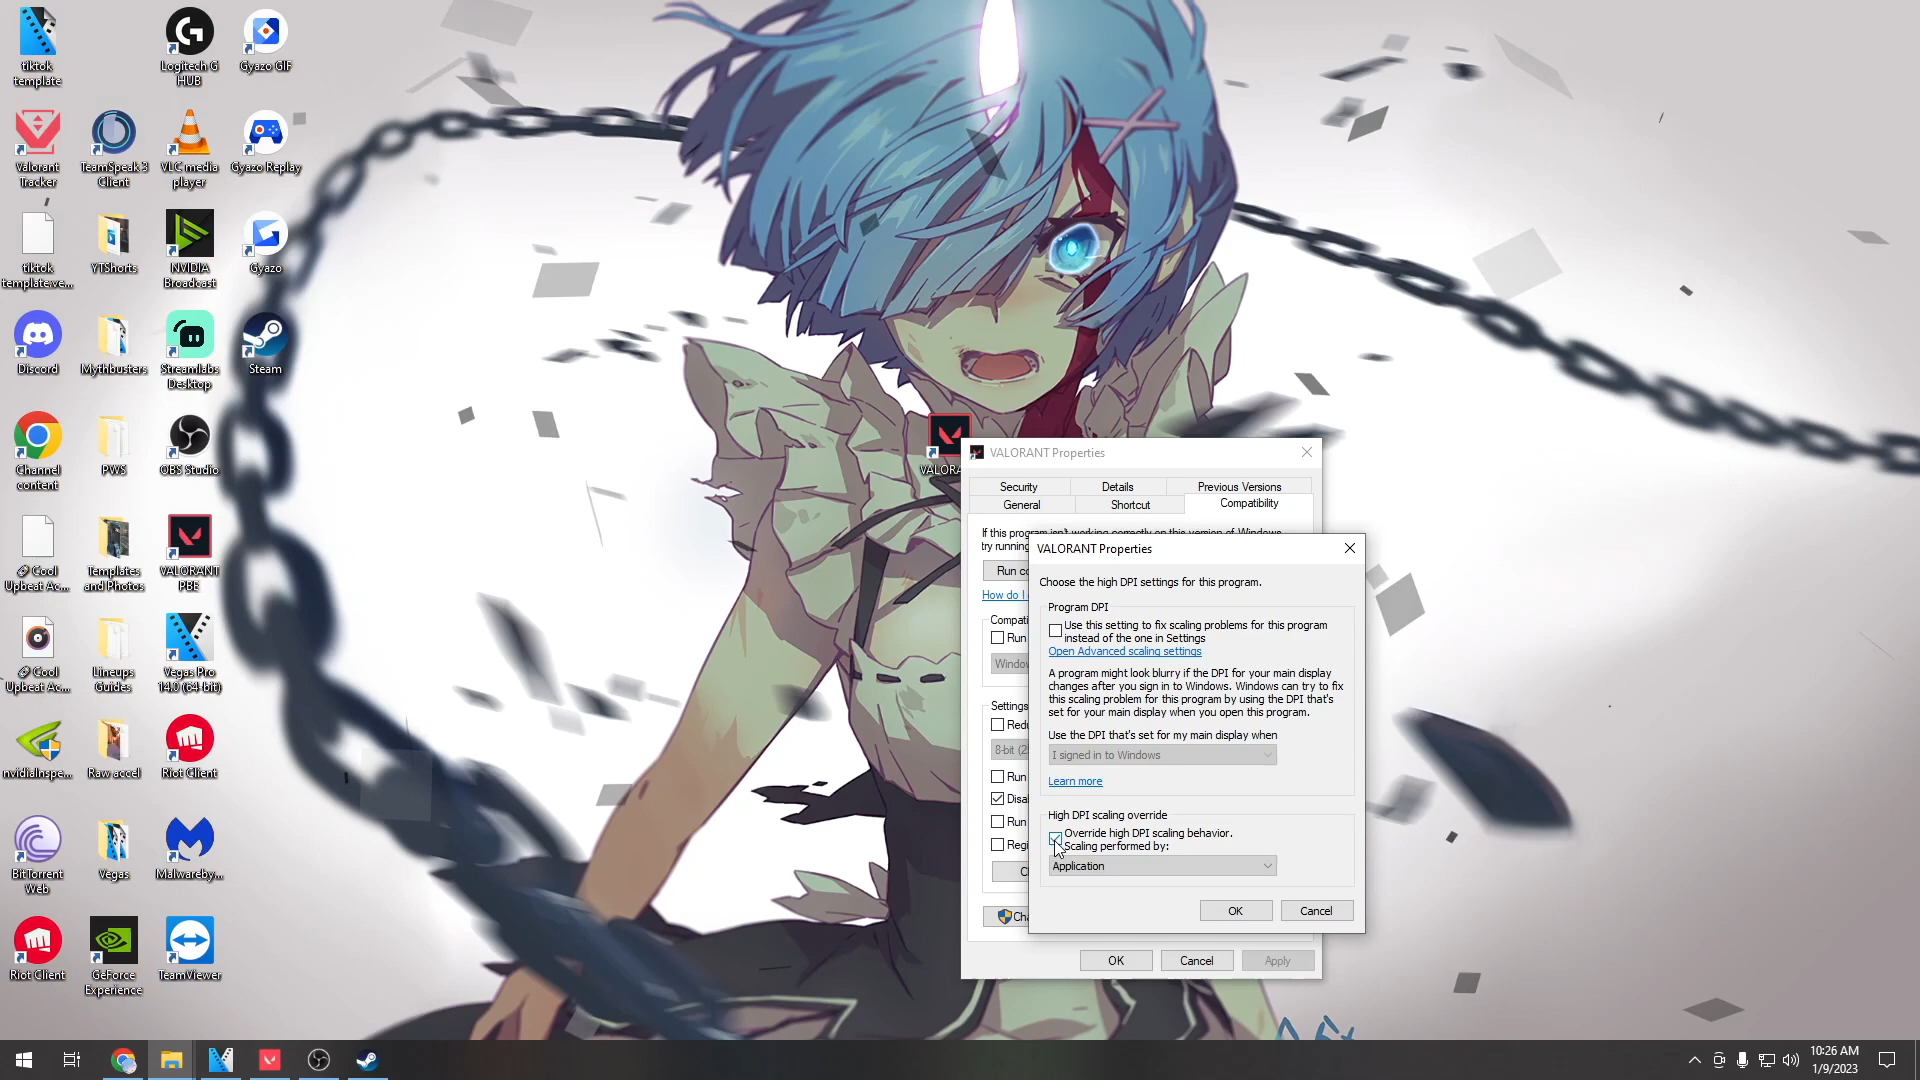 tiktok
template
Logitech G
HUB
Gyazo GIF
Valorant
Tracker
TeamSpeak 3
Client
VLC media
player
Gyazo Replay
tiktok
template.ve...
YTShorts
NVIDIA
Broadcast
Gyazo
Discord
Mythbusters
Streamlabs
Desktop
Steam
Channel
content
PWS
OBS Studio
Cool
Upbeat Ac...
Templates
and Photos
VALORANT
PBE
Cool
Upbeat Ac...
Lineups
Guides
Vegas Pro
14.0 (64-bit)
nvidiaInspe...
Raw accel
Riot Client
BitTorrent
Web
Vegas
Malwareby...
Riot Client
GeForce
Experience
TeamViewer
VALORA
VALORANT Properties
Security
Details
Previous Versions
General
Shortcut
Compatibility
If this program isn't working correctly on this version of Windows,
try running
Run co
How do I
Compati
Run
Windo
Settings
Redu
8-bit (2
Run
Disa
Run
Regi
C
Cha
OK
Cancel
Apply
VALORANT Properties
Choose the high DPI settings for this program.
Program DPI
Use this setting to fix scaling problems for this program
instead of the one in Settings
Open Advanced scaling settings
A program might look blurry if the DPI for your main display
changes after you sign in to Windows. Windows can try to fix
this scaling problem for this program by using the DPI that's
set for your main display when you open this program.
Use the DPI that's set for my main display when
I signed in to Windows
Learn more
High DPI scaling override
Override high DPI scaling behavior.
Scaling performed by:
Application
OK
Cancel
10:26 AM
1/9/2023